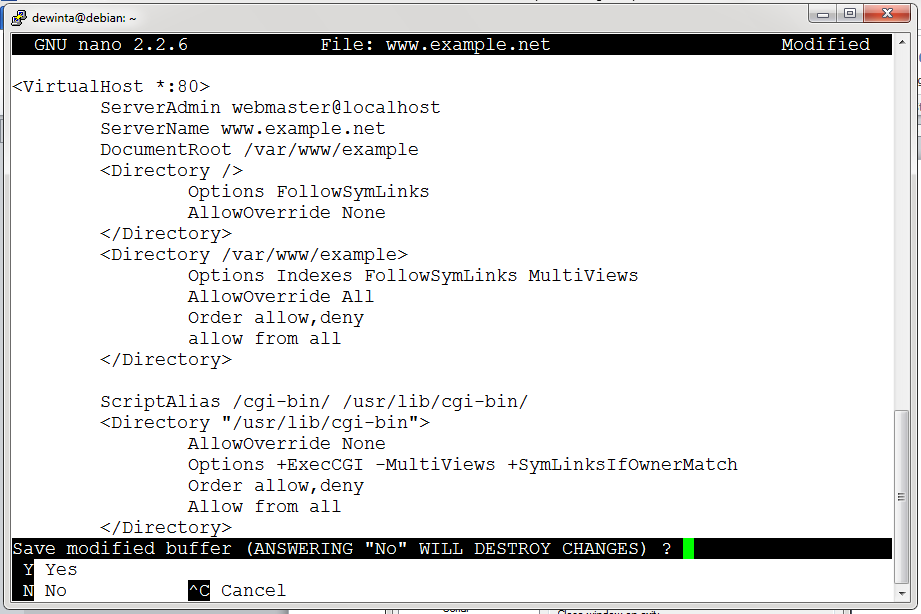 dewinta@debian: ~
GNU nano 2.2.6 File: www.example.net Modified
<VirtualHost *:80>
ServerAdmin webmaster@localhost
ServerName www.example.net
DocumentRoot /var/www/example
<Directory />
Options FollowSymLinks
AllowOverride None
</Directory>
<Directory /var/www/example>
Options Indexes FollowSymLinks MultiViews
AllowOverride All
Order allow,deny
allow from all
</Directory>
ScriptAlias /cgi-bin/ /usr/lib/cgi-bin/
<Directory "/usr/lib/cgi-bin">
AllowOverride None
Options +ExecCGI -MultiViews +SymLinksIfOwnerMatch
Order allow,deny
Allow from all
</Directory>
Save modified buffer (ANSWERING "No" WILL DESTROY CHANGES) ?
Y Yes
N No ^C Cancel